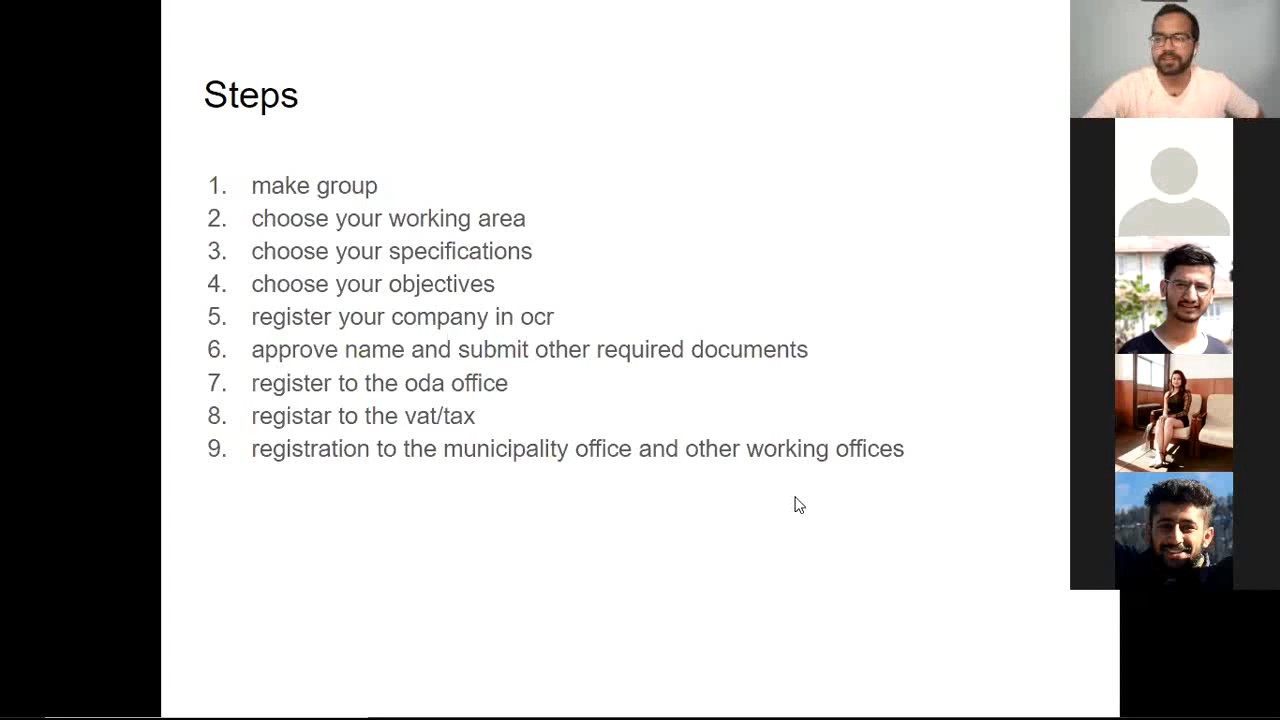 Steps
1. make group
2. choose your working area
3. choose your specifications
4. choose your objectives
5. register your company in ocr
6. approve name and submit other required documents
7. register to the oda office
8. registar to the vat/tax
9. registration to the municipality office and other working offices